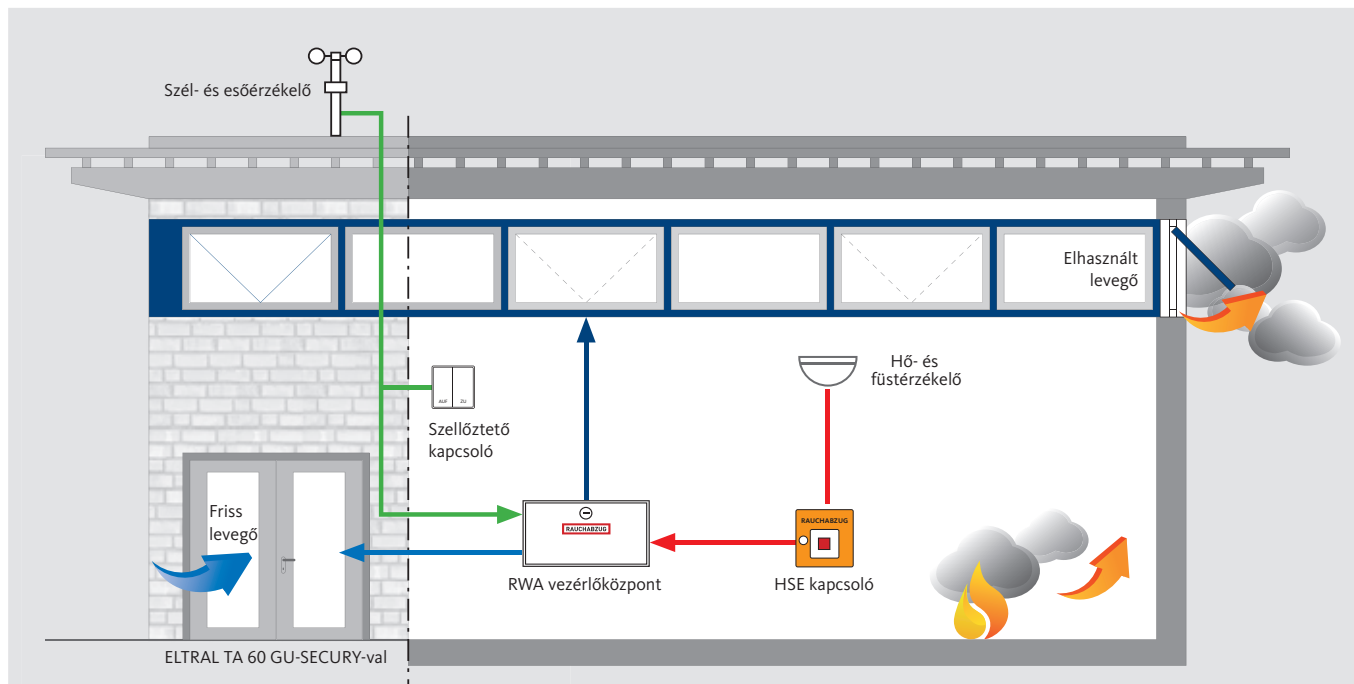 Szél- és esőérzékelő
Elhasznált
levegő
Hő- és
füstérzékelő
AUF ZU
Szellőztető
kapcsoló
Friss
levegő
RAUCHABZUG
RAUCHABZUG
RWA vezérlőközpont
HSE kapcsoló
ELTRAL TA 60 GU-SECURY-val